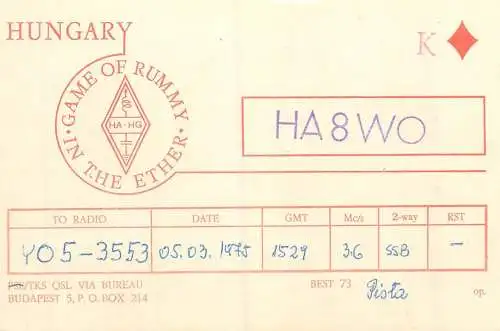 HUNGARY
K
GAME OF RUMMY
IN THE ETHER
HA-HG
HA8WO
TO RADIO DATE GMT Mc/s 2-way RST
YO5-3553 05.03.1975 1529 3.6 SSB —
PSE/TKS QSL VIA BUREAU BEST 73 Pista op.
BUDAPEST 5, P. O. BOX 214